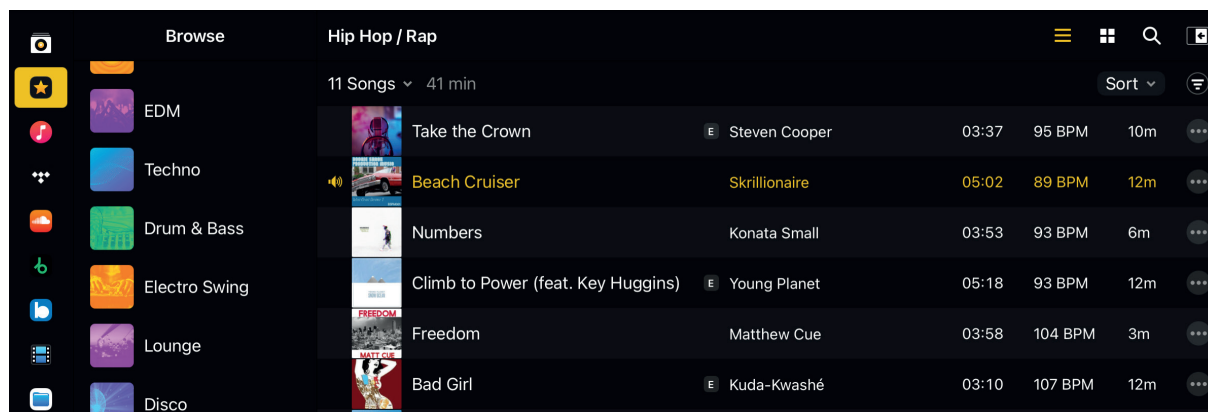 Browse
EDM
Techno
Drum & Bass
Electro Swing
Lounge
Disco
Hip Hop / Rap
11 Songs 41 min
Sort
Take the Crown E Steven Cooper 03:37 95 BPM 10m
Beach Cruiser Skrillionaire 05:02 89 BPM 12m
Numbers Konata Small 03:53 93 BPM 6m
Climb to Power (feat. Key Huggins) E Young Planet 05:18 93 BPM 12m
FREEDOM
MATT CUE
Freedom Matthew Cue 03:58 104 BPM 3m
Bad Girl E Kuda-Kwashé 03:10 107 BPM 12m